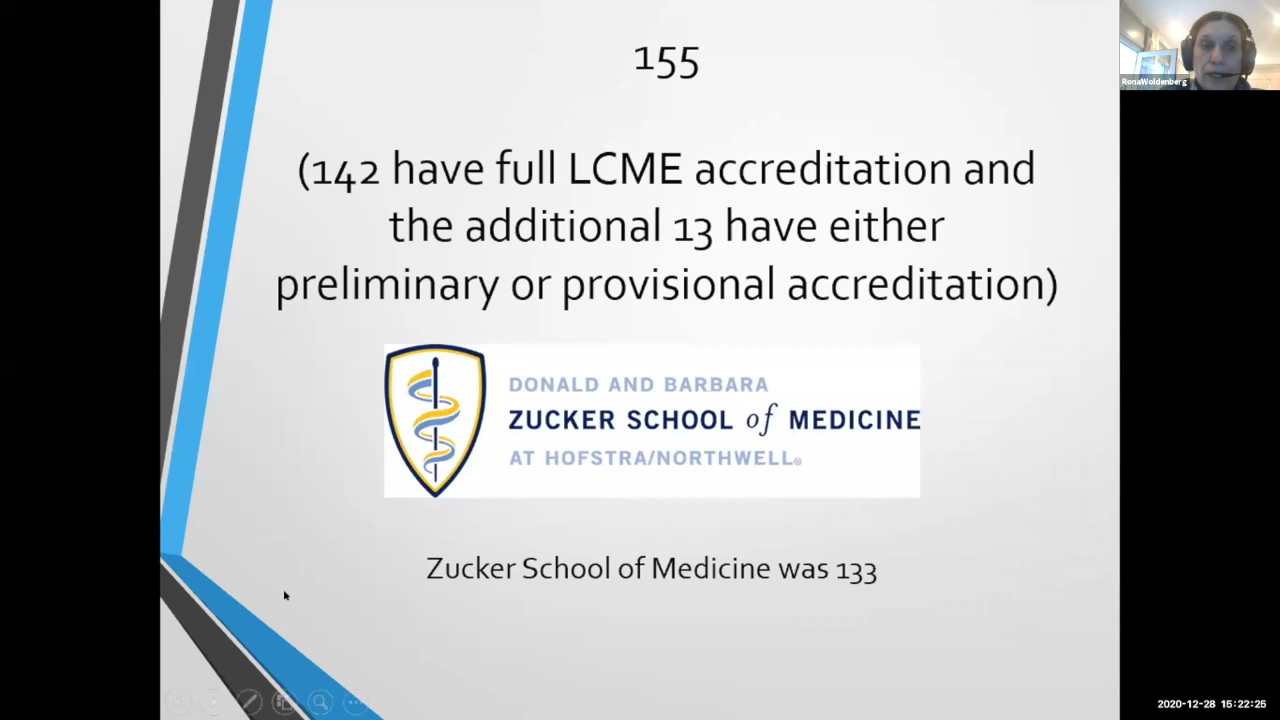 155
(142 have full LCME accreditation and
the additional 13 have either
preliminary or provisional accreditation)
DONALD AND BARBARA
ZUCKER SCHOOL of MEDICINE
AT HOFSTRA/NORTHWELL®
Zucker School of Medicine was 133
RonaWoldenberg
2020-12-28 15:22:25